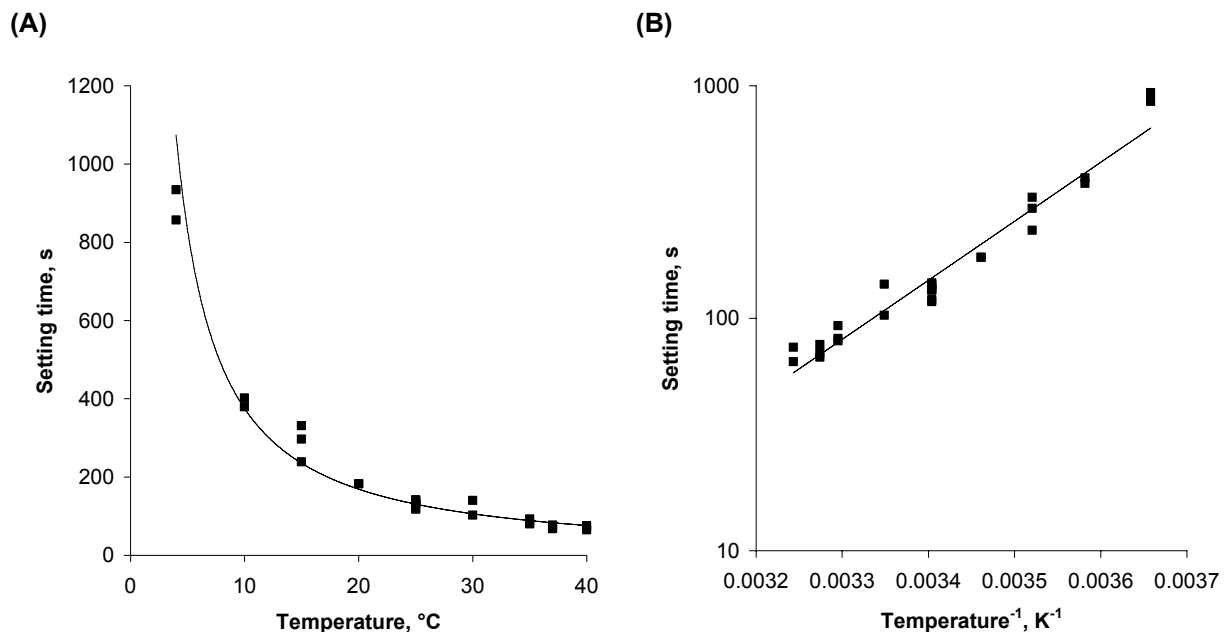 (A)
(B)
1200
1000
800
600
400
200
0
0 10 20 30 40
Setting time, s
Temperature, °C
1000
100
10
0.0032 0.0033 0.0034 0.0035 0.0036 0.0037
Setting time, s
Temperature⁻¹, K⁻¹